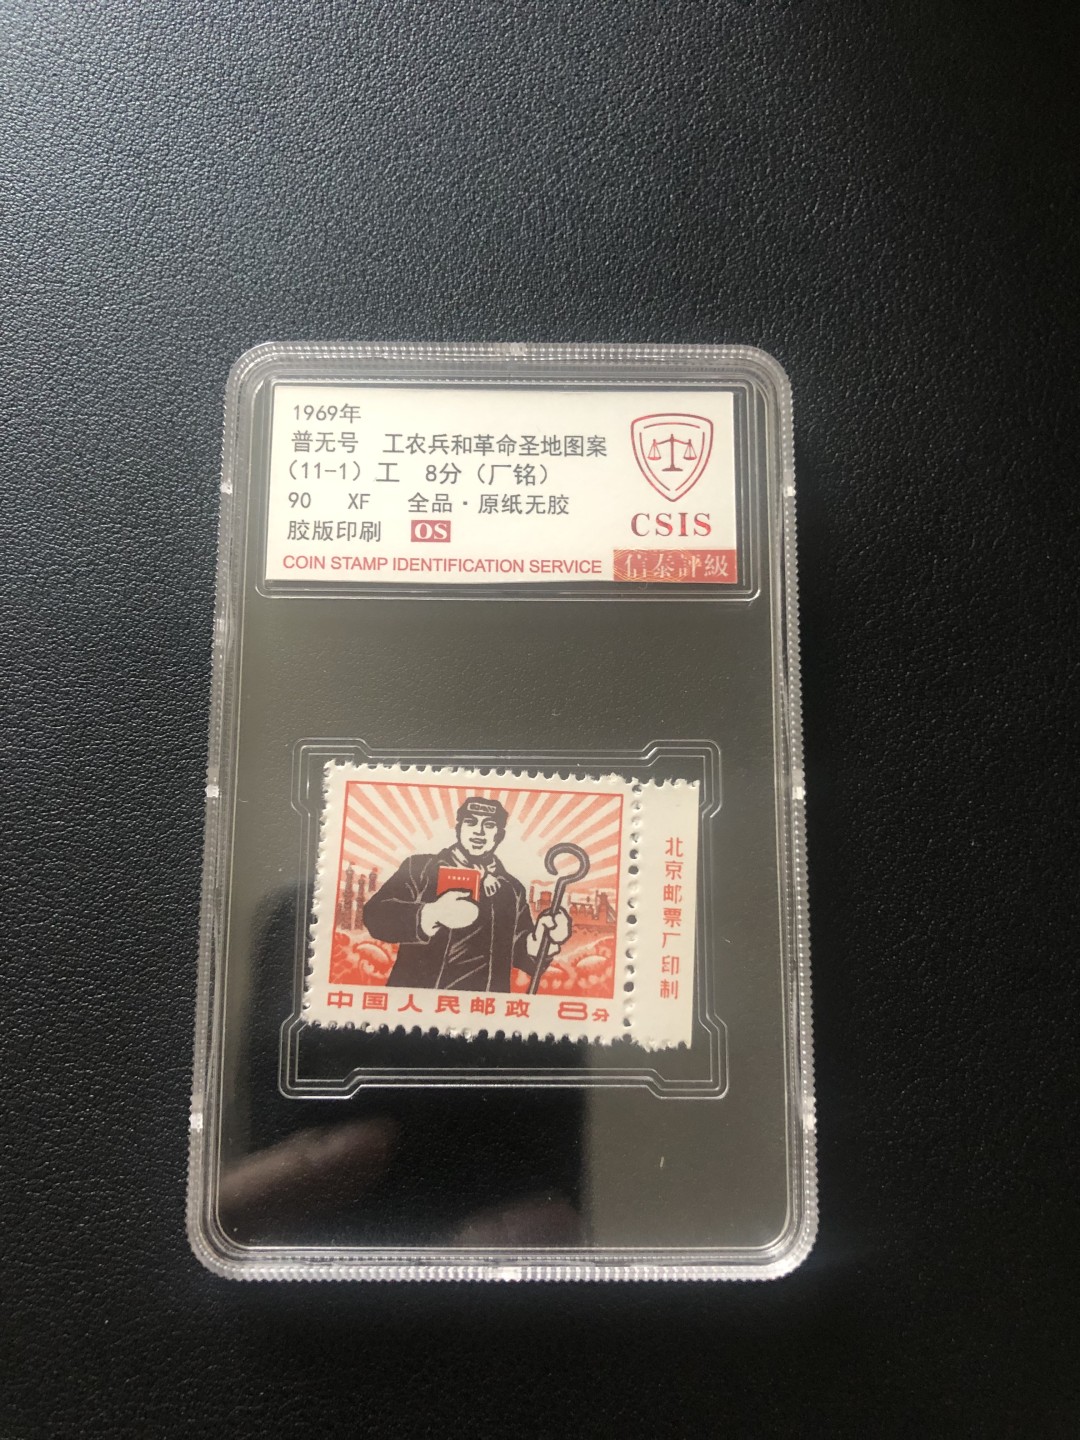 1969年
普无号 工农兵和革命圣地图案
(11-1) 工 8分 (厂铭)
90 XF 全品·原纸无胶
胶版印刷 OS
CSIS
COIN STAMP IDENTIFICATION SERVICE 信泰評級
北京邮票厂印制
中国人民邮政 8分